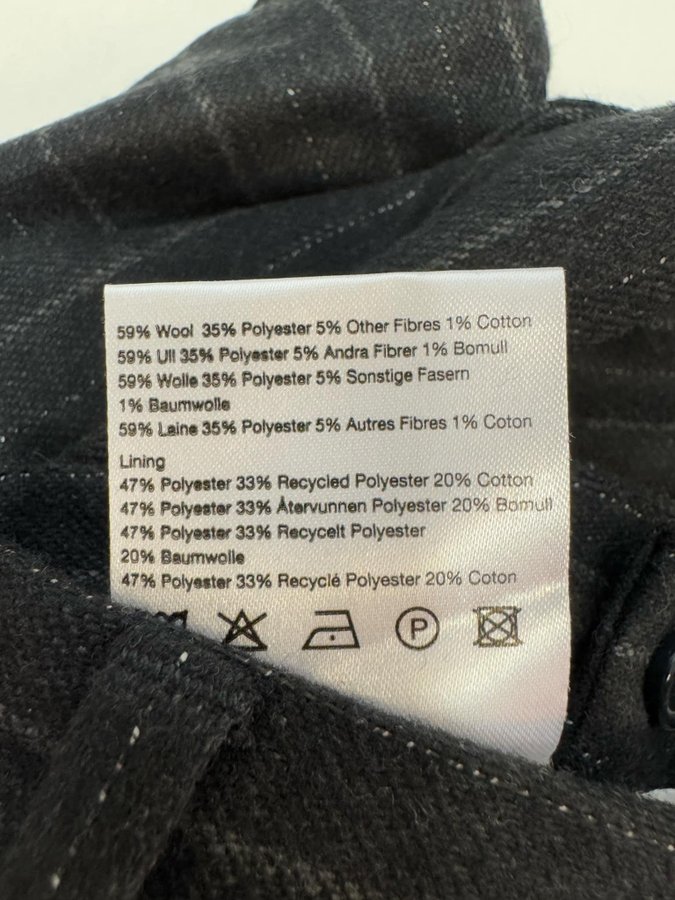 59% Wool 35% Polyester 5% Other Fibres 1% Cotton
59% Ull 35% Polyester 5% Andra Fibrer 1% Bomull
59% Wolle 35% Polyester 5% Sonstige Fasern
1% Baumwolle
59% Laine 35% Polyester 5% Autres Fibres 1% Coton
Lining
47% Polyester 33% Recycled Polyester 20% Cotton
47% Polyester 33% Återvunnen Polyester 20% Bomull
47% Polyester 33% Recycelt Polyester
20% Baumwolle
47% Polyester 33% Recyclé Polyester 20% Coton
P